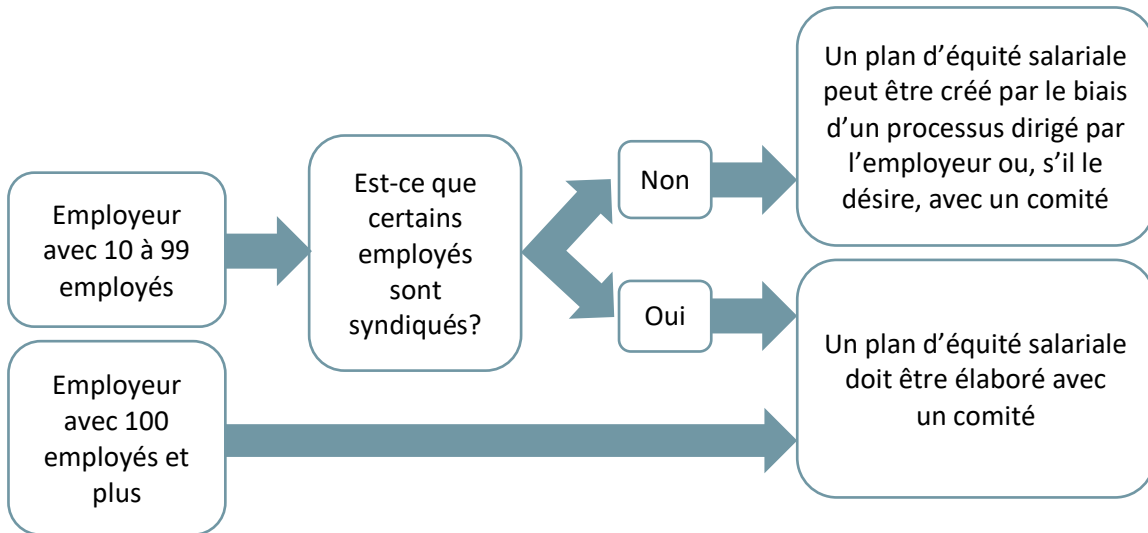 Employeur
avec 10 à 99
employés
Est-ce que
certains
employés
sont
syndiqués?
Non
Un plan d’équité salariale
peut être créé par le biais
d’un processus dirigé par
l’employeur ou, s’il le
désire, avec un comité
Oui
Un plan d’équité salariale
doit être élaboré avec
un comité
Employeur
avec 100
employés et
plus